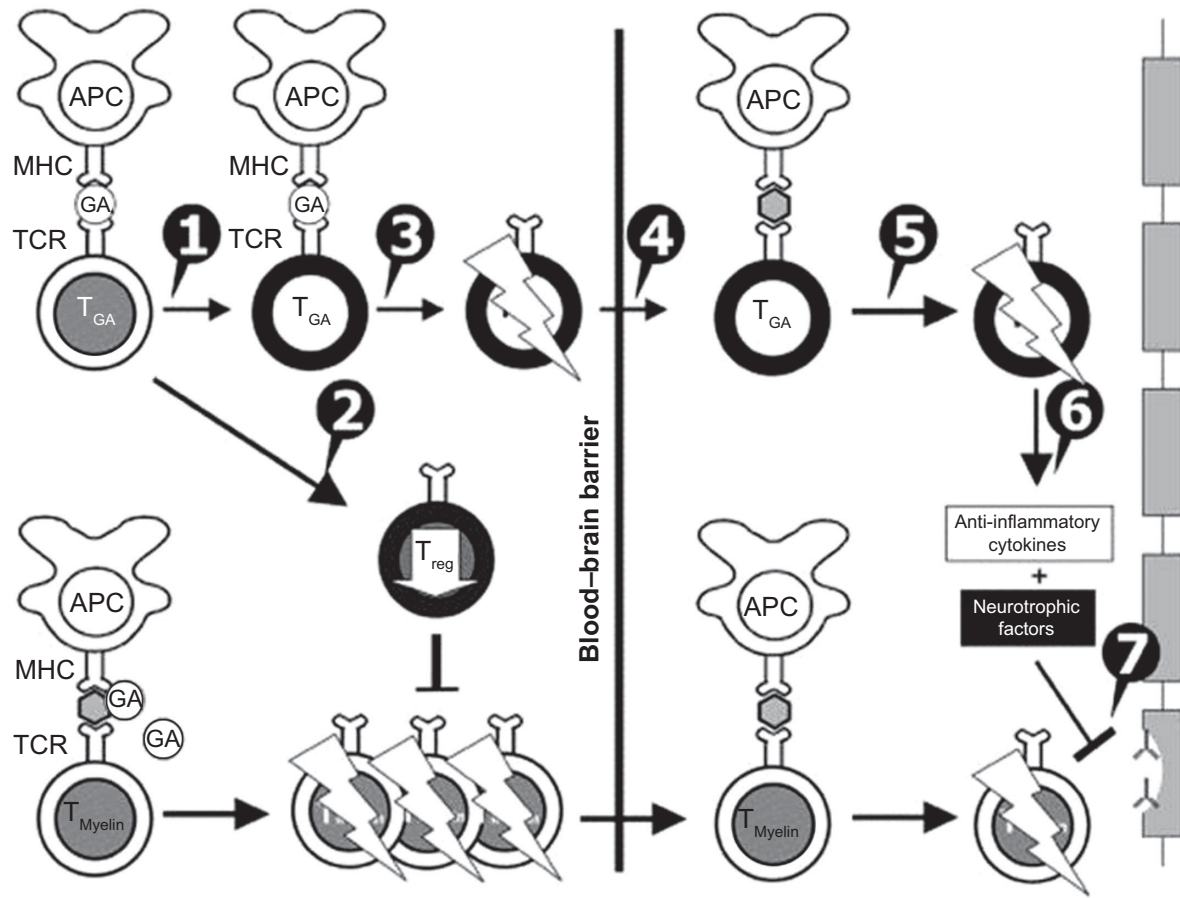 APC
MHC
GA
TCR
T GA
1
APC
MHC
GA
TCR
T GA
3
4
APC
T GA
5
2
T reg
Blood–brain barrier
6
Anti-inflammatory
cytokines
+
Neurotrophic
factors
7
APC
MHC
GA
GA
TCR
T Myelin
APC
T Myelin